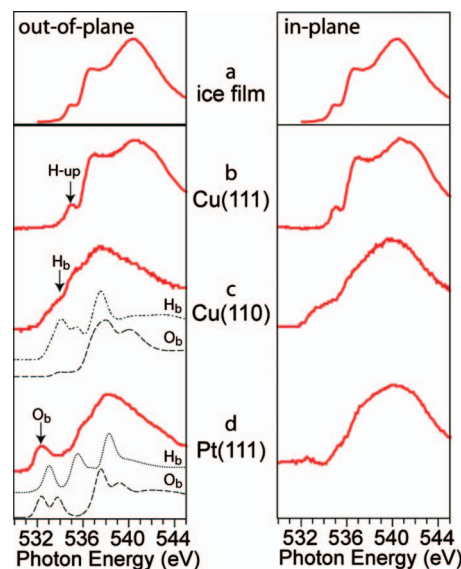 out-of-plane
in-plane
a
ice film
H-up
b
Cu(111)
Hb
c
Cu(110)
Hb
Ob
Ob
d
Pt(111)
Hb
Ob
532 536 540 544
532 536 540 544
Photon Energy (eV)
Photon Energy (eV)